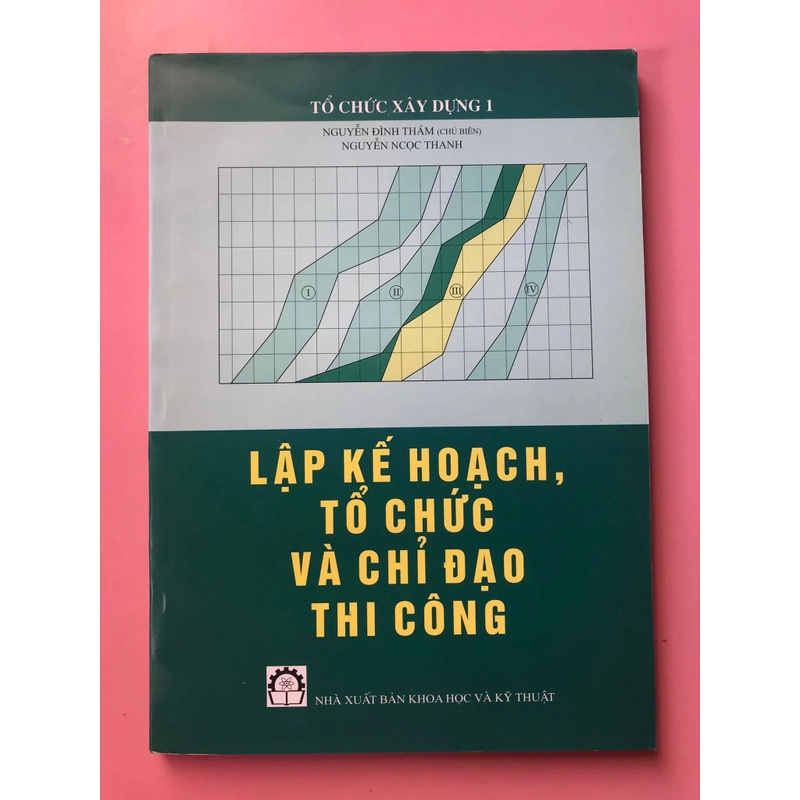 TỔ CHỨC XÂY DỰNG 1
NGUYỄN ĐÌNH THÁM (CHỦ BIÊN)
NGUYỄN NGỌC THANH
I
II
III
IV
LẬP KẾ HOẠCH,
TỔ CHỨC
VÀ CHỈ ĐẠO
THI CÔNG
NHÀ XUẤT BẢN KHOA HỌC VÀ KỸ THUẬT